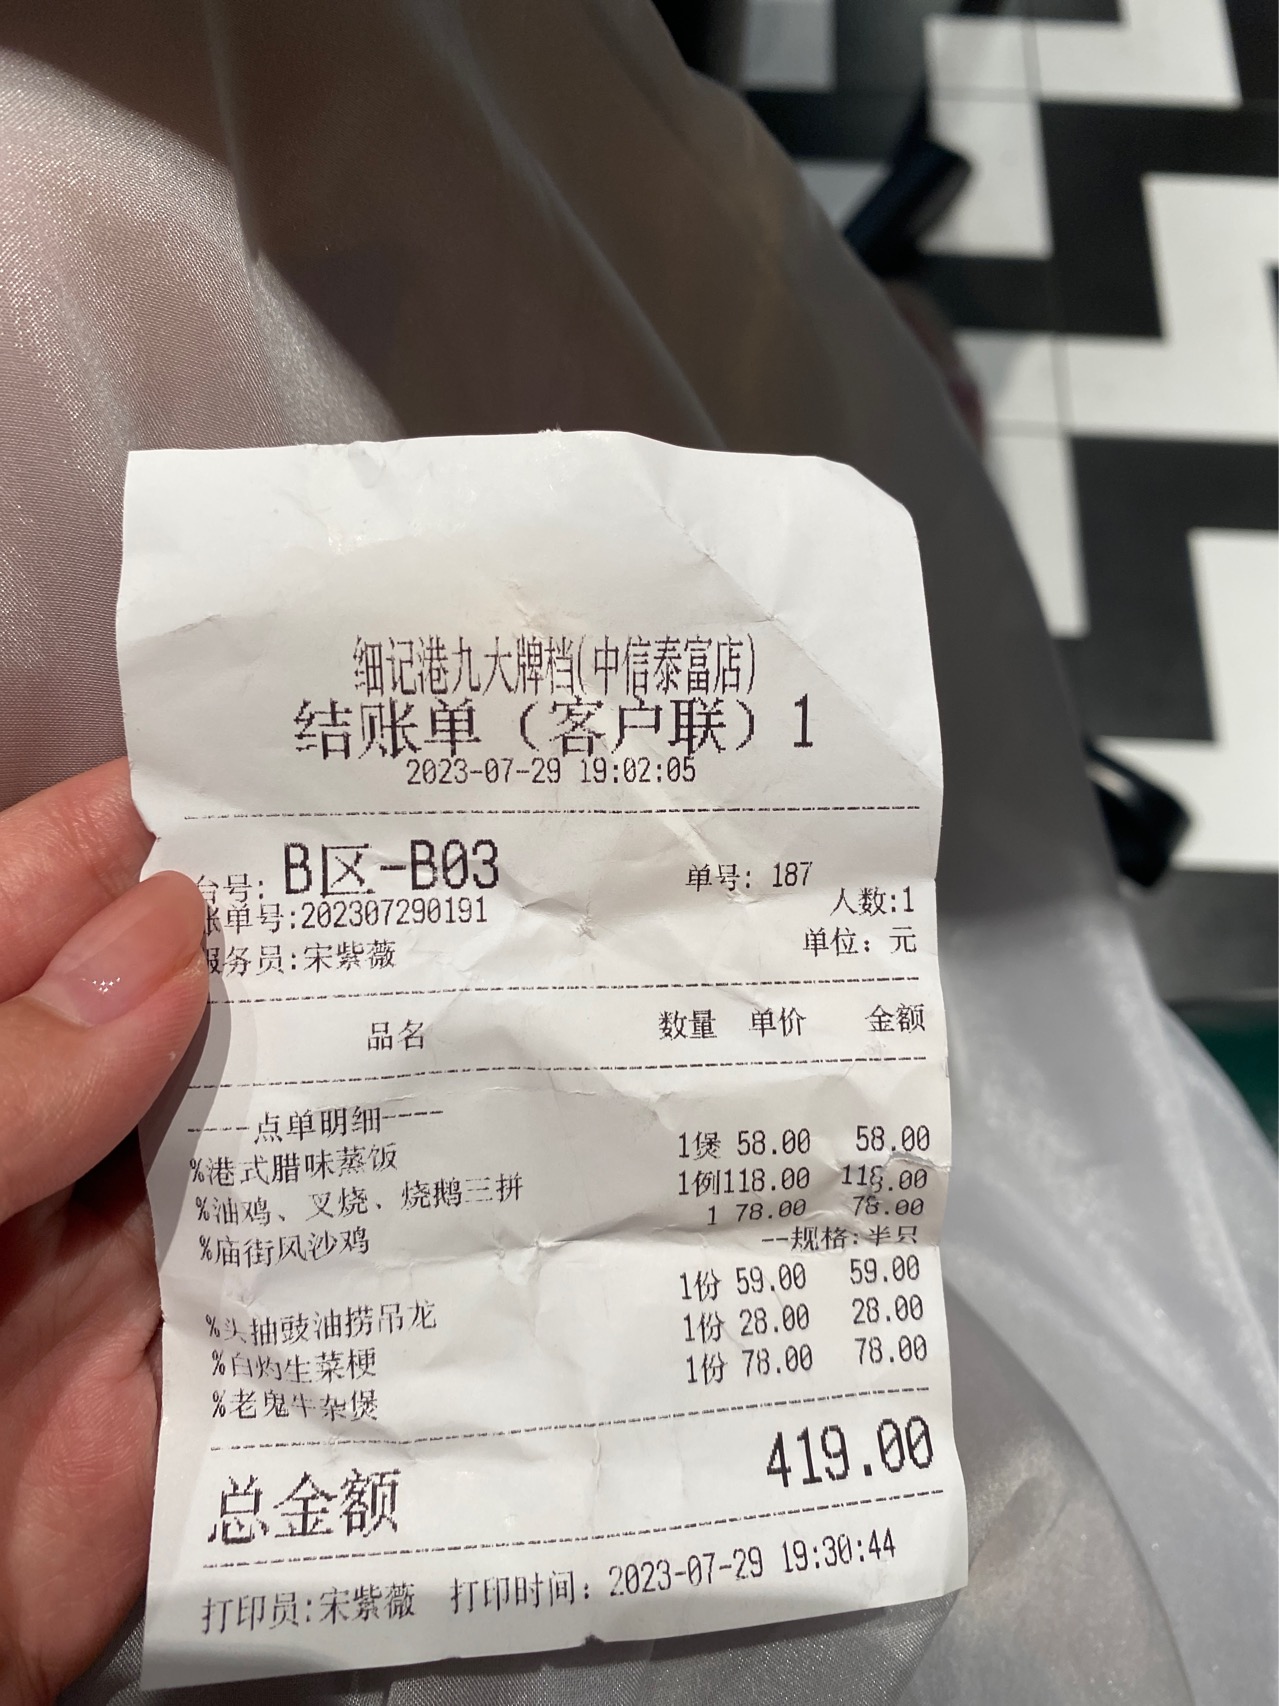 细记港九大牌档(中信泰富店)
结账单（客户联）1
2023-07-29 19:02:05
台号: B区-B03 单号: 187
账单号:202307290191 人数:1
服务员:宋紫薇 单位: 元
品名 数量 单价 金额
----点单明细----
%港式腊味蒸饭 1煲 58.00 58.00
%油鸡、叉烧、烧鹅三拼 1例118.00 118.00
%庙街风沙鸡 1 78.00 78.00
--规格:半只
%头抽豉油捞吊龙 1份 59.00 59.00
%白灼生菜梗 1份 28.00 28.00
%老鬼牛杂煲 1份 78.00 78.00
总金额 419.00
打印员:宋紫薇 打印时间: 2023-07-29 19:30:44